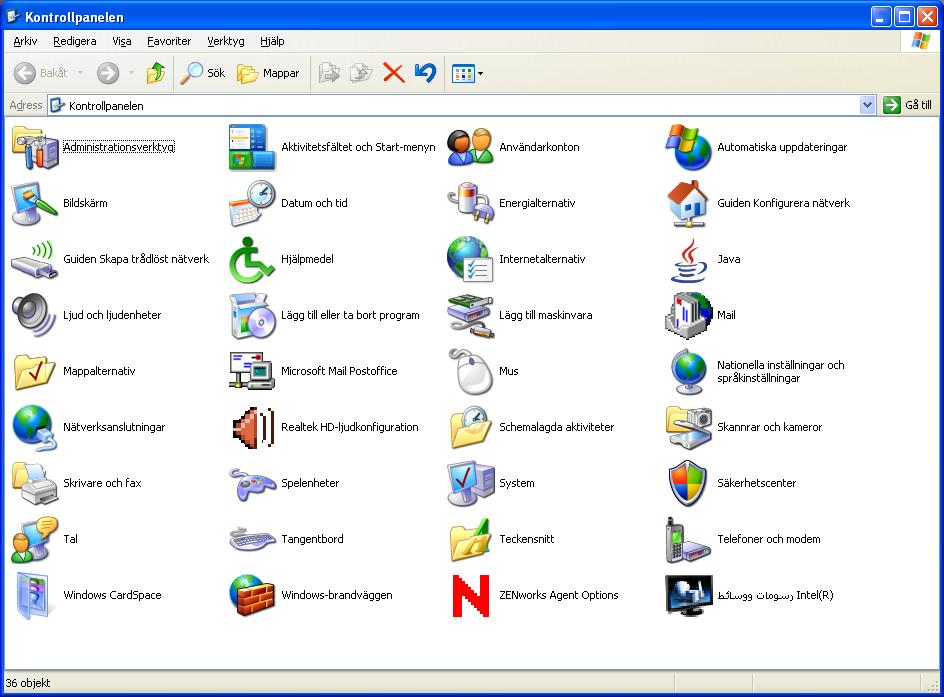 Kontrollpanelen
Arkiv Redigera Visa Favoriter Verktyg Hjälp
Bakåt Sök Mappar
Adress Kontrollpanelen Gå till
Administrationsverktyg Aktivitetsfältet och Start-menyn Användarkonton Automatiska uppdateringar
Bildskärm Datum och tid Energialternativ Guiden Konfigurera nätverk
Guiden Skapa trådlöst nätverk Hjälpmedel Internetalternativ Java
Ljud och ljudenheter Lägg till eller ta bort program Lägg till maskinvara Mail
Mappalternativ Microsoft Mail Postoffice Mus Nationella inställningar och
språkinställningar
Nätverksanslutningar Realtek HD-ljudkonfiguration Schemalagda aktiviteter Skannrar och kameror
Skrivare och fax Spelenheter System Säkerhetscenter
Tal Tangentbord Teckensnitt Telefoner och modem
Windows CardSpace Windows-brandväggen ZENworks Agent Options رسومات ووسائط Intel(R)
36 objekt